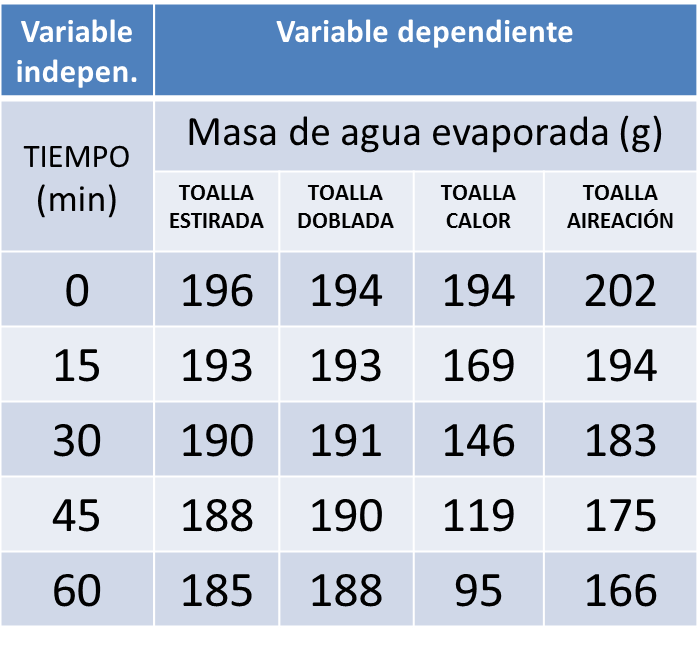 Variable indepen.
Variable dependiente
TIEMPO (min)
Masa de agua evaporada (g)
TOALLA ESTIRADA
TOALLA DOBLADA
TOALLA CALOR
TOALLA AIREACIÓN
0 196 194 194 202
15 193 193 169 194
30 190 191 146 183
45 188 190 119 175
60 185 188 95 166